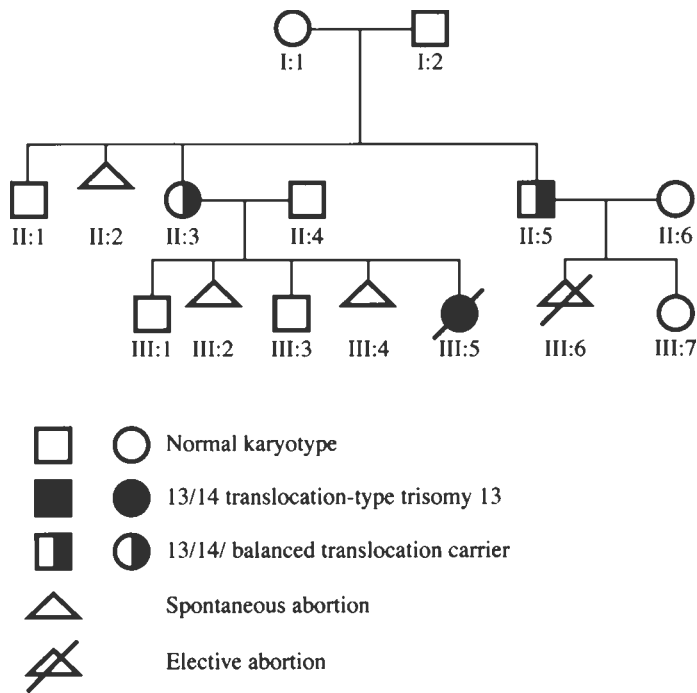 I:1 I:2
II:1 II:2 II:3 II:4 II:5 II:6
III:1 III:2 III:3 III:4 III:5 III:6 III:7
Normal karyotype
13/14 translocation-type trisomy 13
13/14/ balanced translocation carrier
Spontaneous abortion
Elective abortion